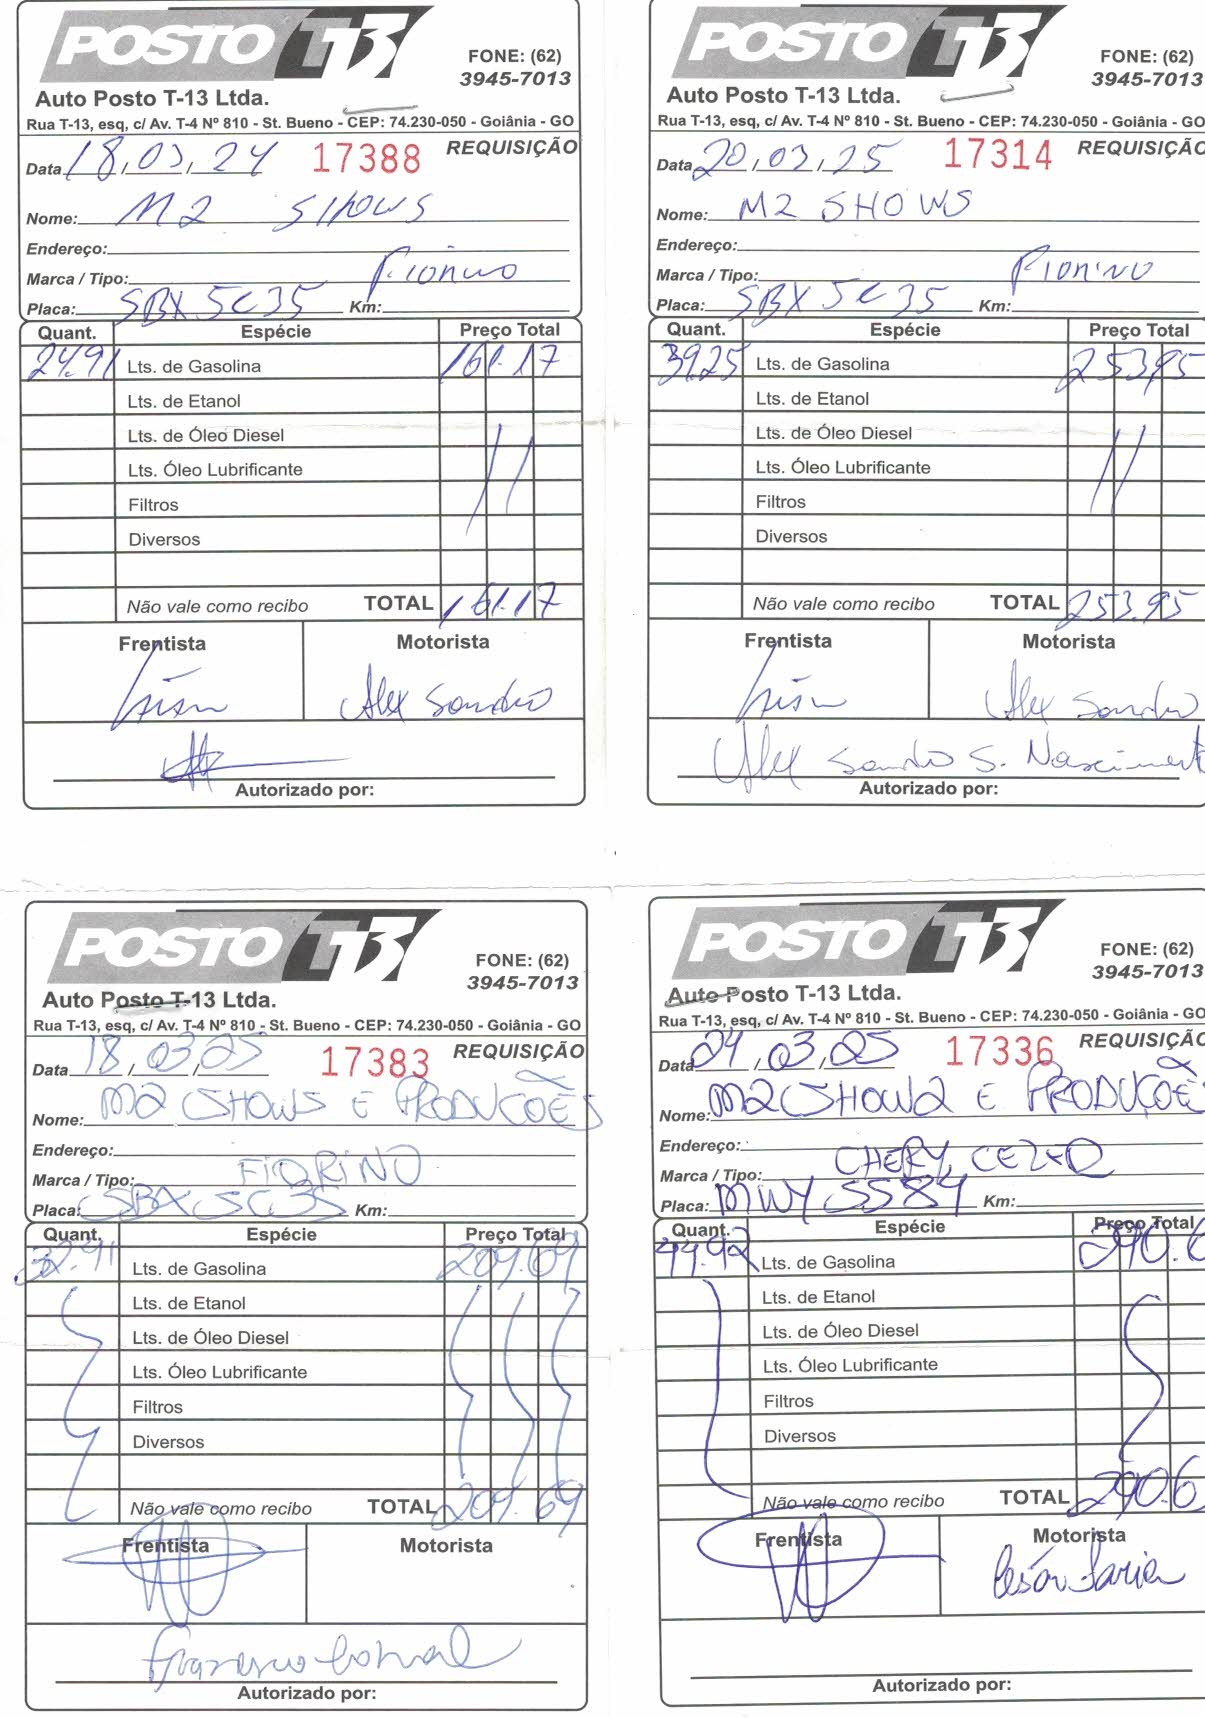 POSTO T13
FONE: (62)
3945-7013
Auto Posto T-13 Ltda.
Rua T-13, esq, c/ Av. T-4 Nº 810 - St. Bueno - CEP: 74.230-050 - Goiânia - GO
REQUISIÇÃO
Data 18, 03, 24 17388
Nome: M2 SHOWS
Endereço:
Marca / Tipo: Fiorino
Placa: SBX 5C35 Km:
Quant. Espécie Preço Total
24.91 Lts. de Gasolina 161.17
Lts. de Etanol
Lts. de Óleo Diesel
Lts. Óleo Lubrificante
Filtros
Diversos
Não vale como recibo TOTAL 161.17
Frentista Motorista
Alex Sandro
Autorizado por:
POSTO T13
FONE: (62)
3945-7013
Auto Posto T-13 Ltda.
Rua T-13, esq, c/ Av. T-4 Nº 810 - St. Bueno - CEP: 74.230-050 - Goiânia - GO
REQUISIÇÃO
Data 20, 03, 25 17314
Nome: M2 SHOWS
Endereço:
Marca / Tipo: FIORINO
Placa: SBX 5C35 Km:
Quant. Espécie Preço Total
39.25 Lts. de Gasolina 253.95
Lts. de Etanol
Lts. de Óleo Diesel
Lts. Óleo Lubrificante
Filtros
Diversos
Não vale como recibo TOTAL 253.95
Frentista Motorista
Alex Sandro
Alex Sandro S. Nascimento
Autorizado por:
POSTO T13
FONE: (62)
3945-7013
Auto Posto T-13 Ltda.
Rua T-13, esq, c/ Av. T-4 Nº 810 - St. Bueno - CEP: 74.230-050 - Goiânia - GO
REQUISIÇÃO
Data 18, 03, 25 17383
Nome: M2 SHOWS E PRODUÇÕES
Endereço:
Marca / Tipo: FIORINO
Placa: SBX 5C35 Km:
Quant. Espécie Preço Total
32.41 Lts. de Gasolina 209.69
Lts. de Etanol
Lts. de Óleo Diesel
Lts. Óleo Lubrificante
Filtros
Diversos
Não vale como recibo TOTAL 209.69
Frentista Motorista
Autorizado por:
POSTO T13
FONE: (62)
3945-7013
Auto Posto T-13 Ltda.
Rua T-13, esq, c/ Av. T-4 Nº 810 - St. Bueno - CEP: 74.230-050 - Goiânia - GO
REQUISIÇÃO
Data 24, 03, 25 17336
Nome: M2 SHOW2 E PRODUÇÕE
Endereço:
Marca / Tipo: CHERY CEZER
Placa: MWY 5584 Km:
Quant. Espécie Preço Total
44.92 Lts. de Gasolina 290.6
Lts. de Etanol
Lts. de Óleo Diesel
Lts. Óleo Lubrificante
Filtros
Diversos
Não vale como recibo TOTAL 290.6
Frentista Motorista
César Faria
Autorizado por: